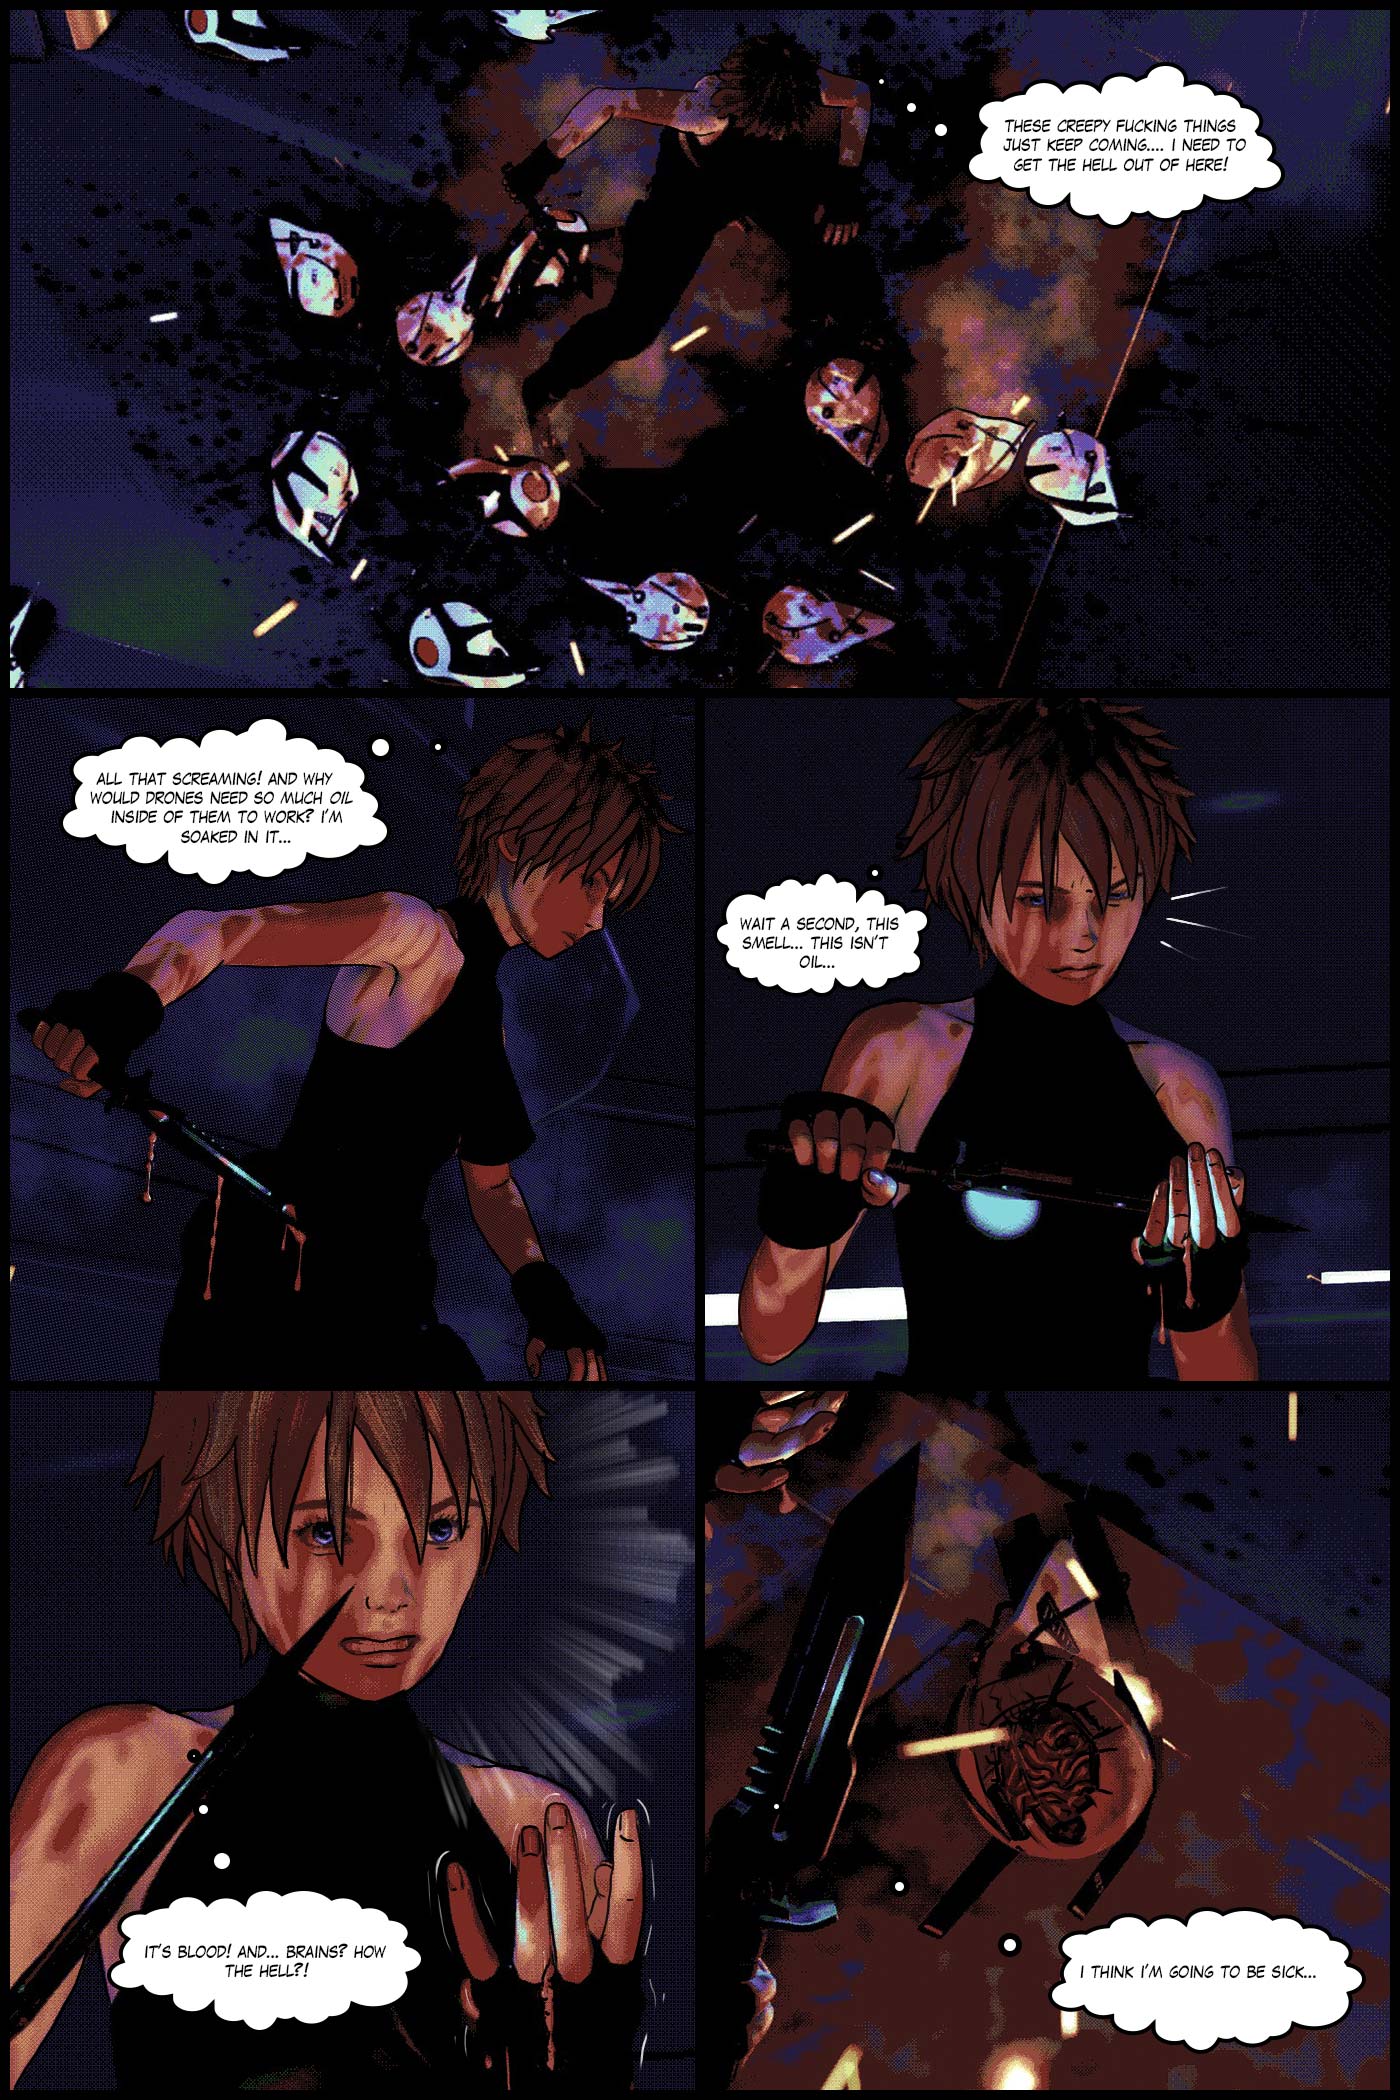 THESE CREEPY FUCKING THINGS
JUST KEEP COMING.... I NEED TO
GET THE HELL OUT OF HERE!
ALL THAT SCREAMING! AND WHY
WOULD DRONES NEED SO MUCH OIL
INSIDE OF THEM TO WORK? I'M
SOAKED IN IT...
WAIT A SECOND, THIS
SMELL... THIS ISN'T
OIL...
IT'S BLOOD! AND... BRAINS? HOW
THE HELL?!
I THINK I'M GOING TO BE SICK...